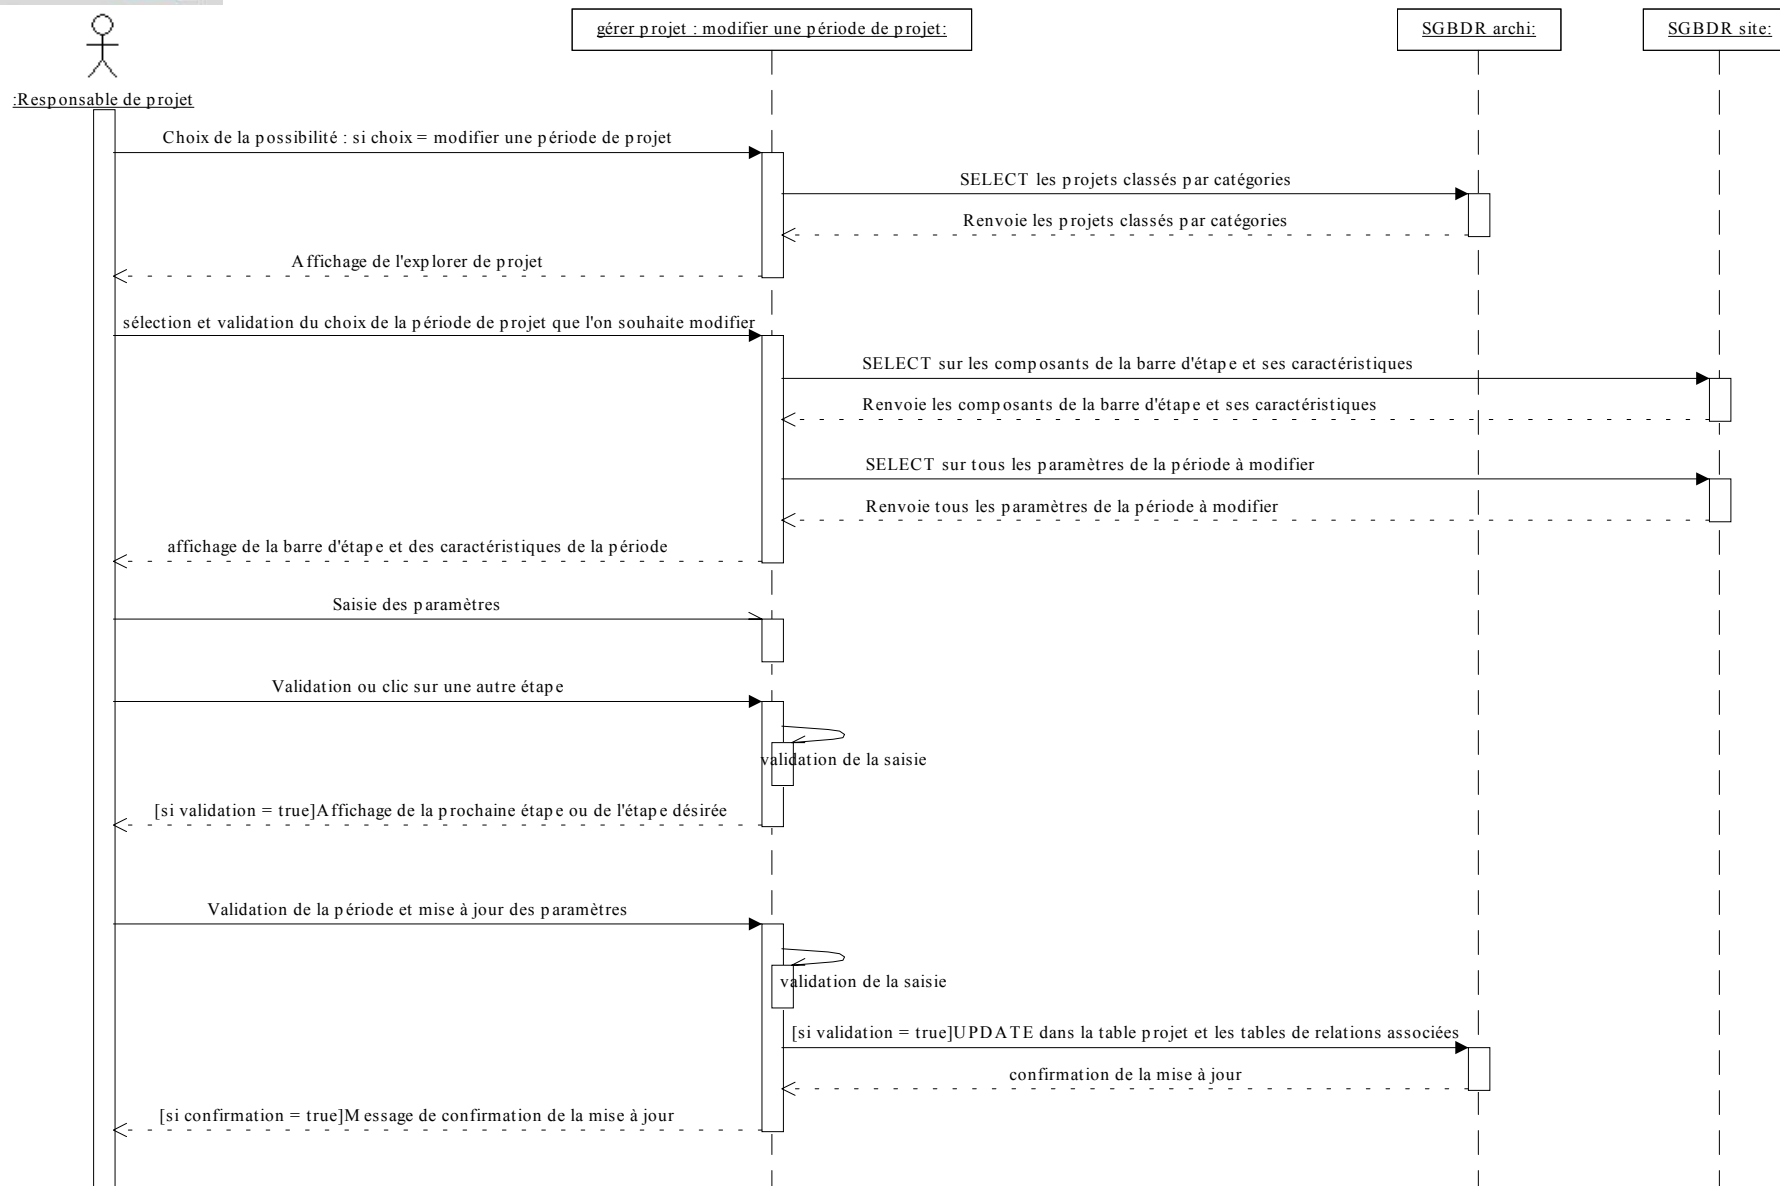 gérer projet : modifier une période de projet:
SGBDR archi:
SGBDR site:
:Responsable de projet
Choix de la possibilité : si choix = modifier une période de projet
SELECT les projets classés par catégories
Renvoie les projets classés par catégories
Affichage de l'explorer de projet
sélection et validation du choix de la période de projet que l'on souhaite modifier
SELECT sur les composants de la barre d'étape et ses caractéristiques
Renvoie les composants de la barre d'étape et ses caractéristiques
SELECT sur tous les paramètres de la période à modifier
Renvoie tous les paramètres de la période à modifier
affichage de la barre d'étape et des caractéristiques de la période
Saisie des paramètres
Validation ou clic sur une autre étape
validation de la saisie
[si validation = true]Affichage de la prochaine étape ou de l'étape désirée
Validation de la période et mise à jour des paramètres
validation de la saisie
[si validation = true]UPDATE dans la table projet et les tables de relations associées
confirmation de la mise à jour
[si confirmation = true]Message de confirmation de la mise à jour